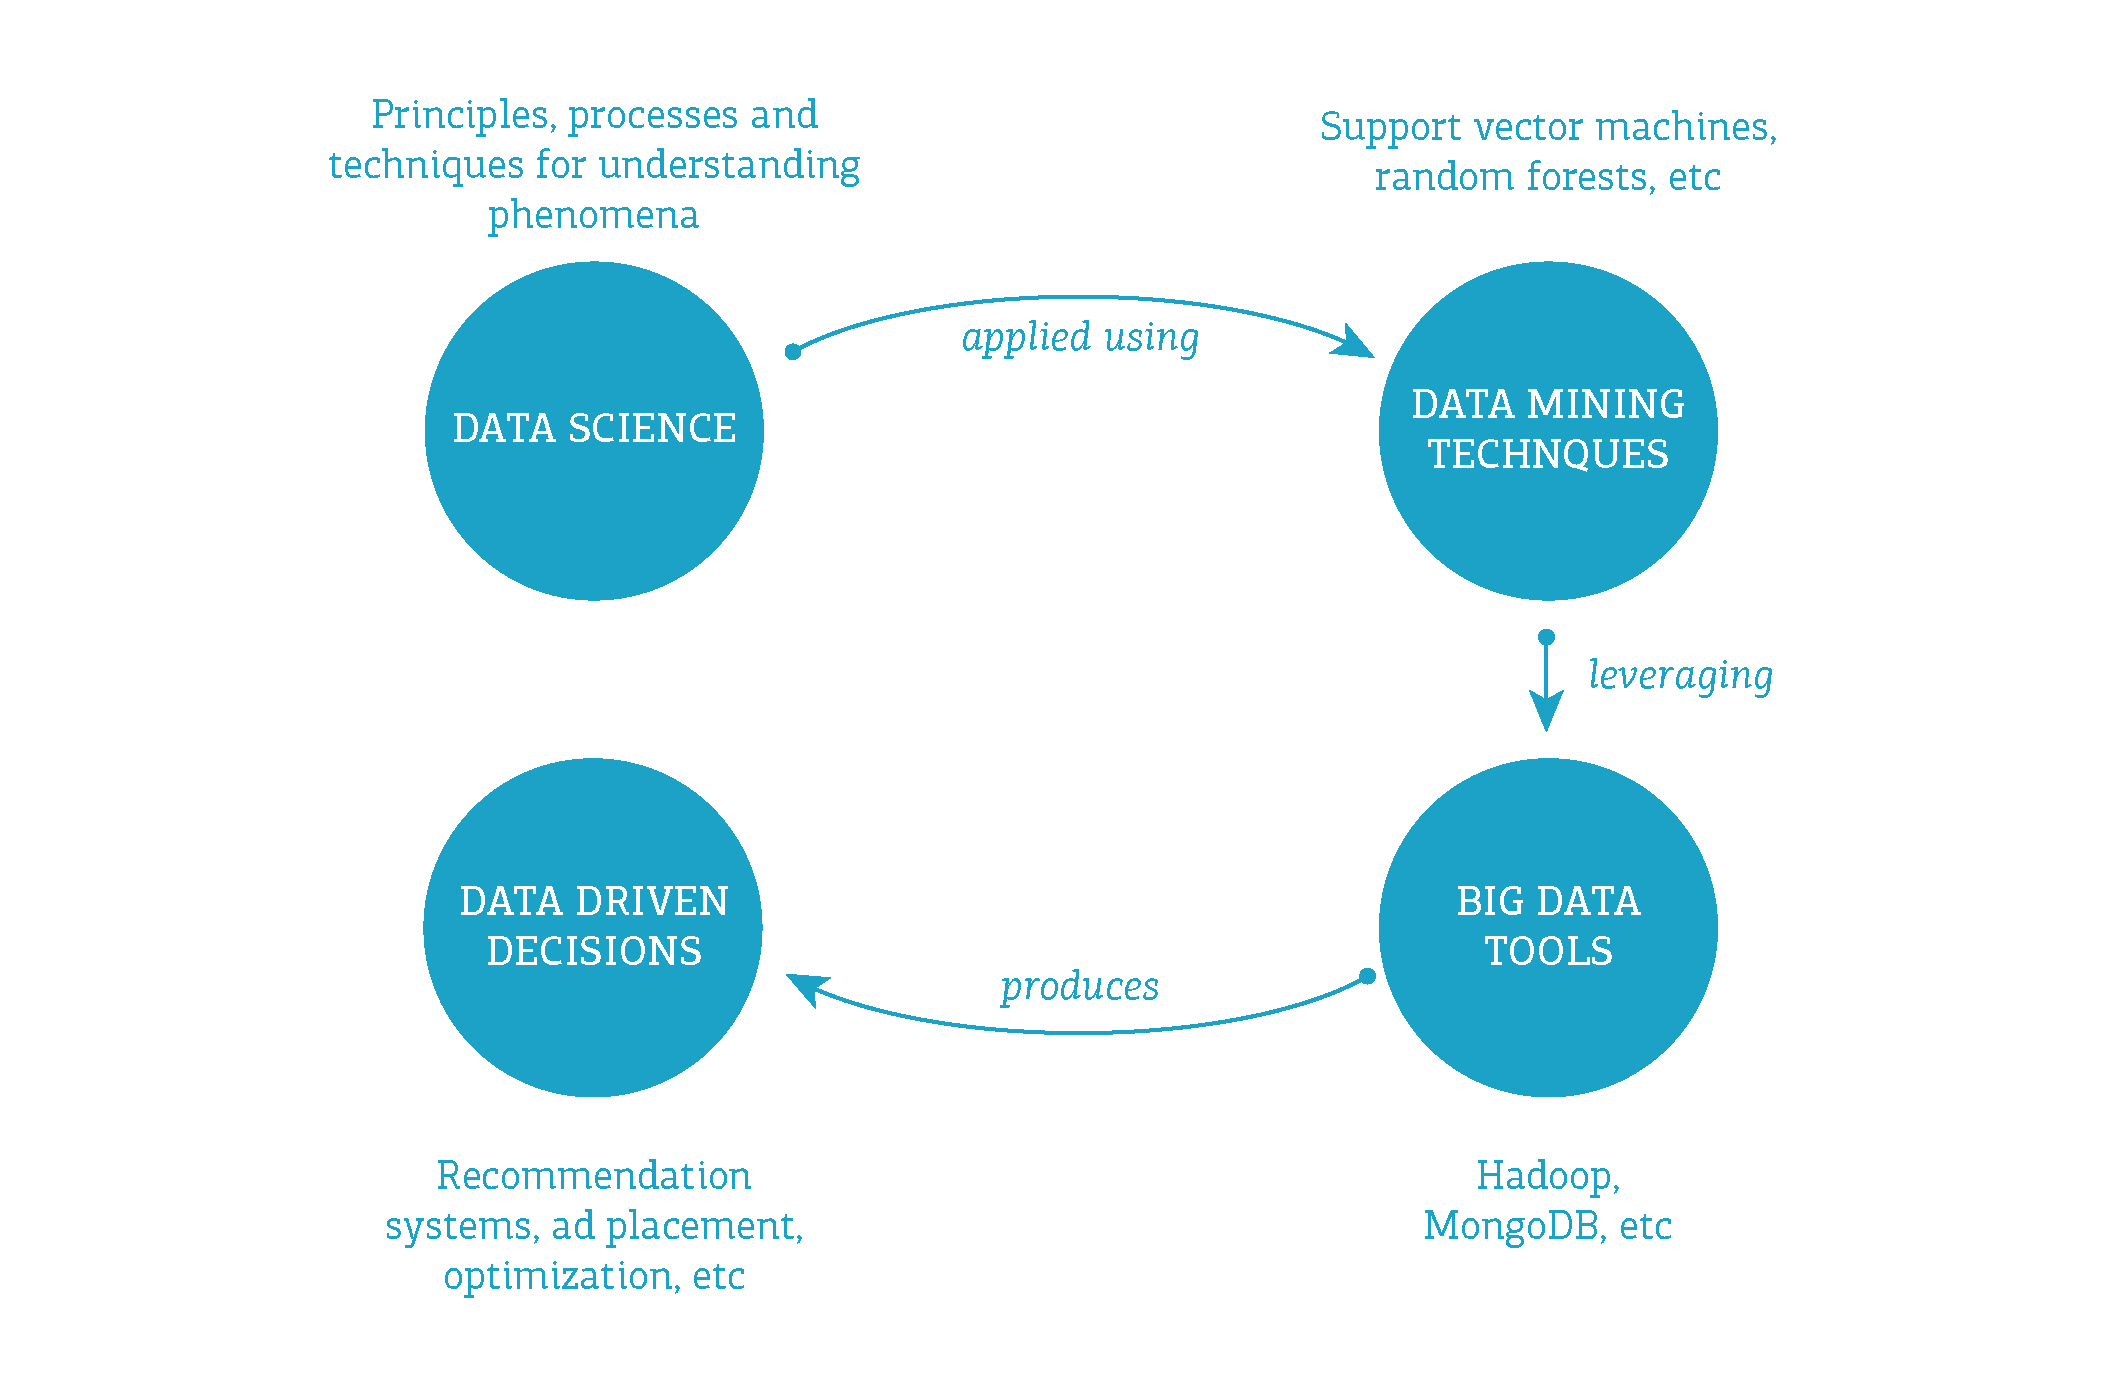 Principles, processes and
techniques for understanding
phenomena
Support vector machines,
random forests, etc
DATA SCIENCE
applied using
DATA MINING
TECHNQUES
leveraging
DATA DRIVEN
DECISIONS
produces
BIG DATA
TOOLS
Recommendation
systems, ad placement,
optimization, etc
Hadoop,
MongoDB, etc